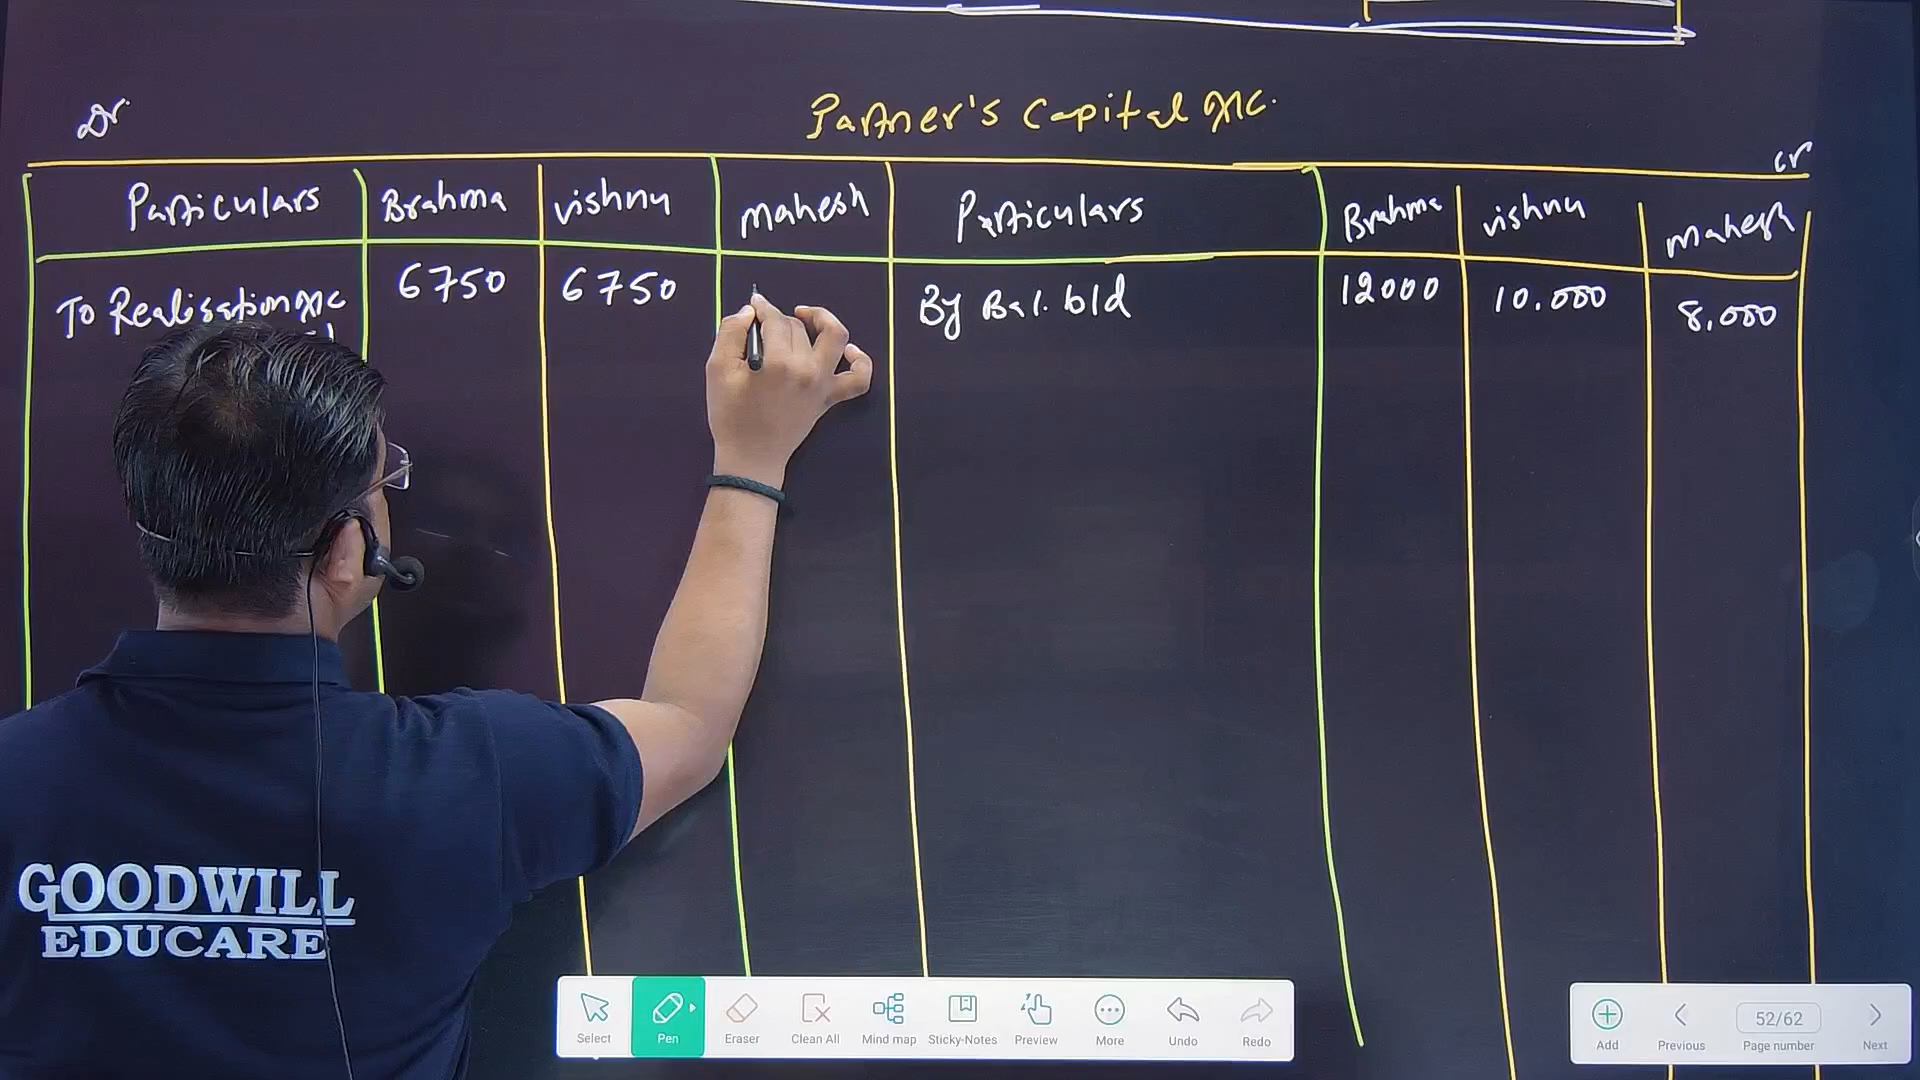 Dr.
Partner's Capital A/c.
Cr
Particulars Brahma Vishnu Mahesh Particulars Brahma Vishnu Mahesh
To Realisation A/c 6750 6750 By Bal. b/d 12000 10.000 8.000
GOODWILL
EDUCARE
Select Pen Eraser Clean All Mind map Sticky-Notes Preview More Undo Redo
Add Previous 52/62 Page number Next